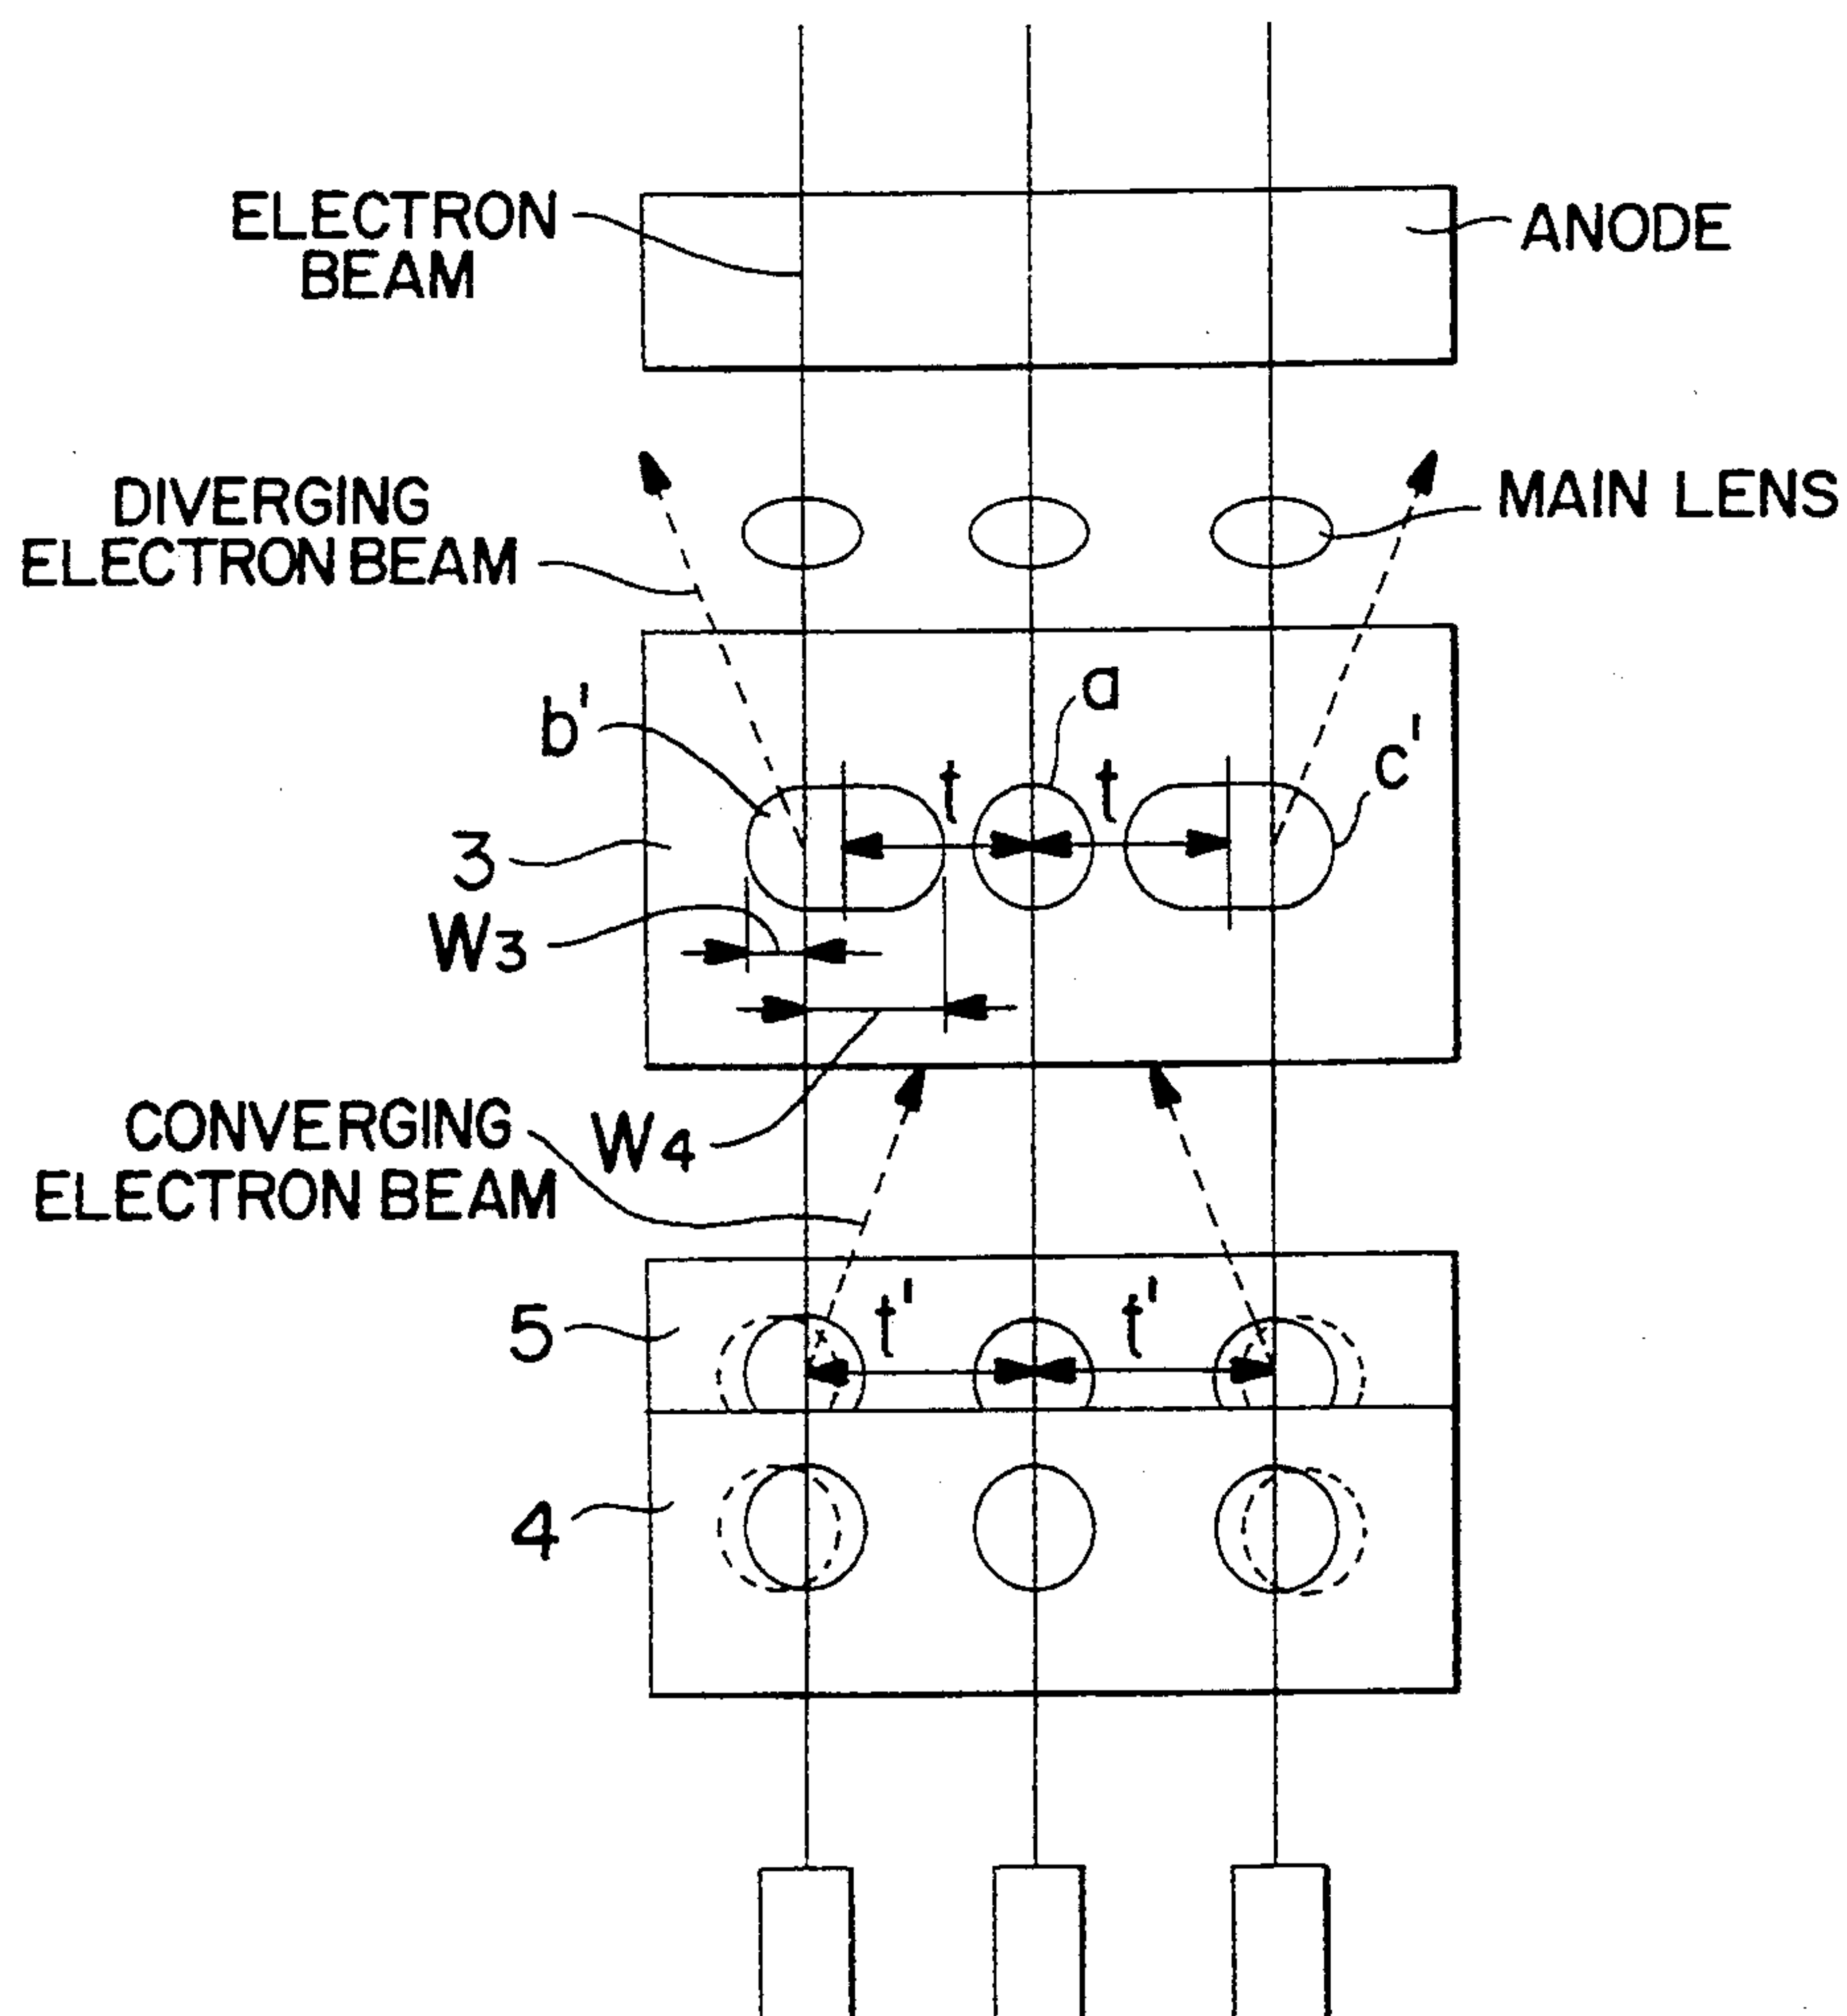 ELECTRON
BEAM
ANODE
DIVERGING
ELECTRON BEAM
MAIN LENS
a
b'
t
t
c'
3
W3
CONVERGING
W4
ELECTRON BEAM
5
t'
t'
4